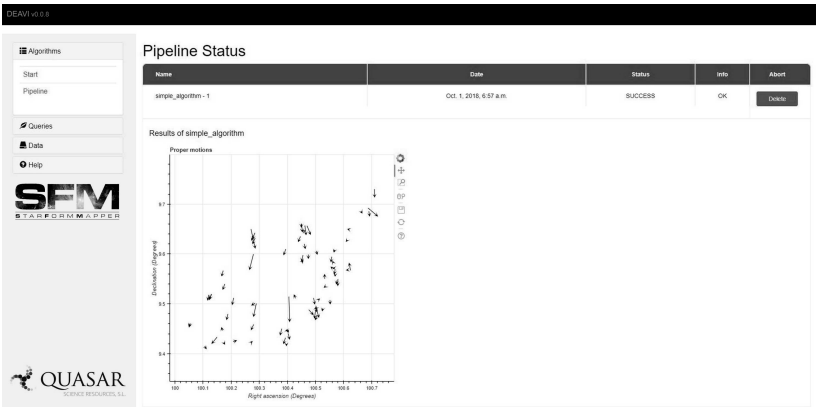 DEAVI v0.0.6
Algorithms
Start
Pipeline
Queries
Data
Help
SFM
STARFORMMAPPER
QUASAR
SCIENCE RESOURCES, S.L.
Pipeline Status
Name Date Status Info Abort
simple_algorithm - 1 Oct. 1, 2018, 6:57 a.m. SUCCESS OK Delete
Results of simple_algorithm
Proper motions
9.7
9.6
9.5
9.4
Declination (Degrees)
100 100.1 100.2 100.3 100.4 100.5 100.6 100.7
Right ascension (Degrees)